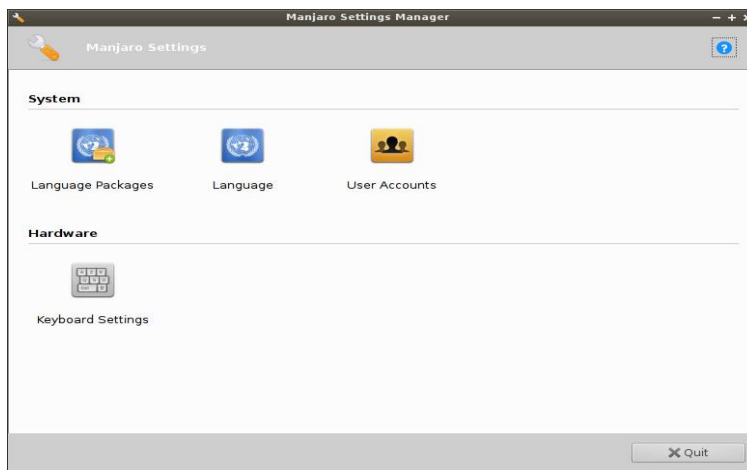 Manjaro Settings Manager
Manjaro Settings
System
Language Packages
Language
User Accounts
Hardware
Keyboard Settings
Quit